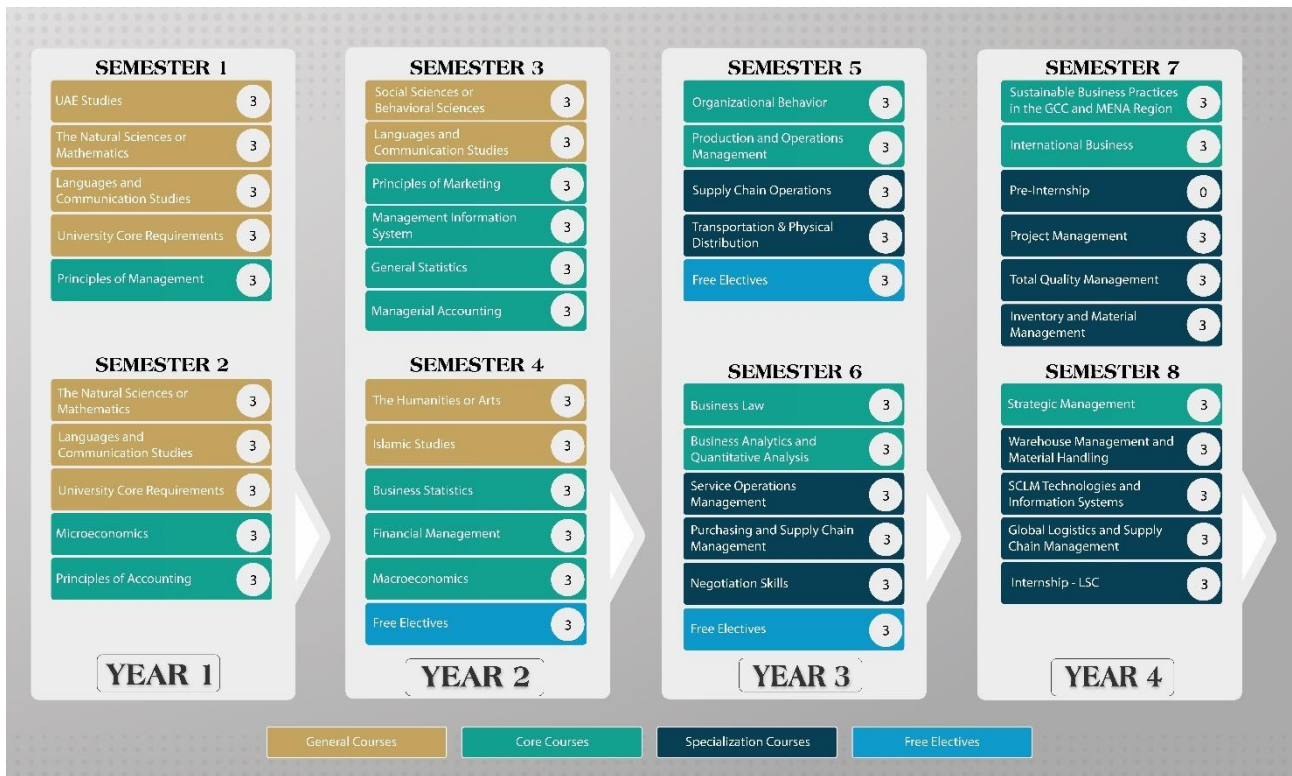 SEMESTER 1
UAE Studies
3
The Natural Sciences or
Mathematics
3
Languages and
Communication Studies
3
University Core Requirements
3
Principles of Management
3
SEMESTER 2
The Natural Sciences or
Mathematics
3
Languages and
Communication Studies
3
University Core Requirements
3
Microeconomics
3
Principles of Accounting
3
YEAR 1
SEMESTER 3
Social Sciences or
Behavioral Sciences
3
Languages and
Communication Studies
3
Principles of Marketing
3
Management Information
System
3
General Statistics
3
Managerial Accounting
3
SEMESTER 4
The Humanities or Arts
3
Islamic Studies
3
Business Statistics
3
Financial Management
3
Macroeconomics
3
Free Electives
3
YEAR 2
SEMESTER 5
Organizational Behavior
3
Production and Operations
Management
3
Supply Chain Operations
3
Transportation & Physical
Distribution
3
Free Electives
3
SEMESTER 6
Business Law
3
Business Analytics and
Quantitative Analysis
3
Service Operations
Management
3
Purchasing and Supply Chain
Management
3
Negotiation Skills
3
Free Electives
3
YEAR 3
SEMESTER 7
Sustainable Business Practices
in the GCC and MENA Region
3
International Business
3
Pre-Internship
0
Project Management
3
Total Quality Management
3
Inventory and Material
Management
3
SEMESTER 8
Strategic Management
3
Warehouse Management and
Material Handling
3
SCLM Technologies and
Information Systems
3
Global Logistics and Supply
Chain Management
3
Internship - LSC
3
YEAR 4
General Courses
Core Courses
Specialization Courses
Free Electives